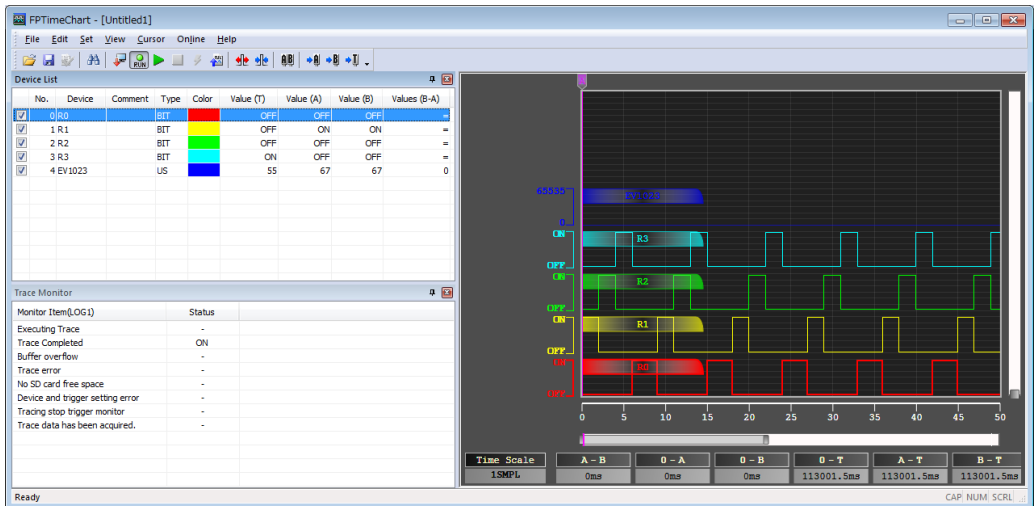 FPTimeChart - [Untitled1]
File Edit Set View Cursor Online Help
RUN
Device List
No. Device Comment Type Color Value (T) Value (A) Value (B) Values (B-A)
0 R0 BIT OFF OFF OFF =
1 R1 BIT OFF ON ON =
2 R2 BIT OFF OFF OFF =
3 R3 BIT ON OFF OFF =
4 EV1023 US 55 67 67 0
Trace Monitor
Monitor Item(LOG1) Status
Executing Trace -
Trace Completed ON
Buffer overflow -
Trace error -
No SD card free space -
Device and trigger setting error -
Tracing stop trigger monitor -
Trace data has been acquired. -
65535
EV1023
0
ON
R3
OFF
ON
R2
OFF
ON
R1
OFF
ON
R0
OFF
0 5 10 15 20 25 30 35 40 45 50
Time Scale A - B 0 - A 0 - B 0 - T A - T B - T
1SMPL 0ms 0ms 0ms 113001.5ms 113001.5ms 113001.5ms
Ready
CAP NUM SCRL